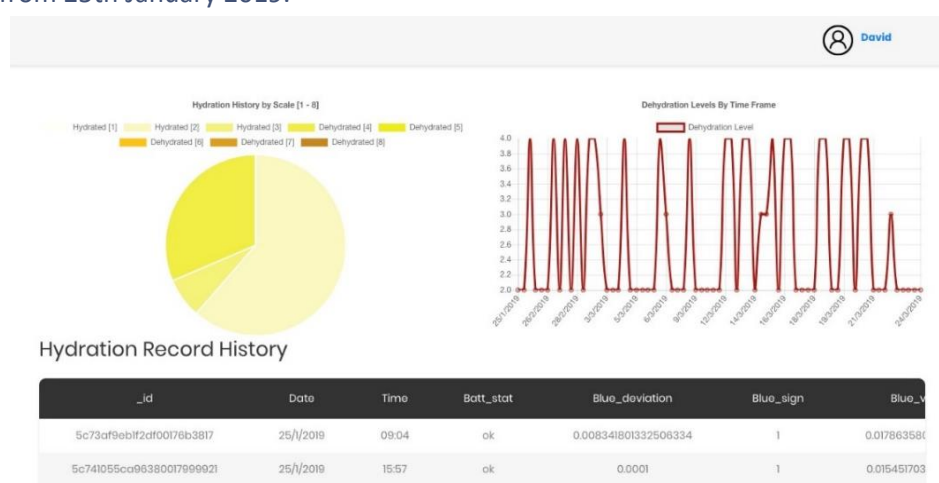 David
Hydration History by Scale [1 - 8]
Hydrated [1] Hydrated [2] Hydrated [3] Dehydrated [4] Dehydrated [5]
Dehydrated [6] Dehydrated [7] Dehydrated [8]
Dehydration Levels By Time Frame
Dehydration Level
4.0
3.8
3.6
3.4
3.2
3.0
2.8
2.6
2.4
2.2
2.0
25/1/2019 26/2/2019 28/2/2019 3/3/2019 5/3/2019 6/3/2019 9/3/2019 12/3/2019 14/3/2019 16/3/2019 18/3/2019 19/3/2019 21/3/2019 24/3/2019
Hydration Record History
_id Date Time Batt_stat Blue_deviation Blue_sign Blue_v
5c73af9eb1f2df00176b3817 25/1/2019 09:04 ok 0.008341801332506334 1 0.01786358
5c741055ca96380017999921 25/1/2019 15:57 ok 0.0001 1 0.015451703